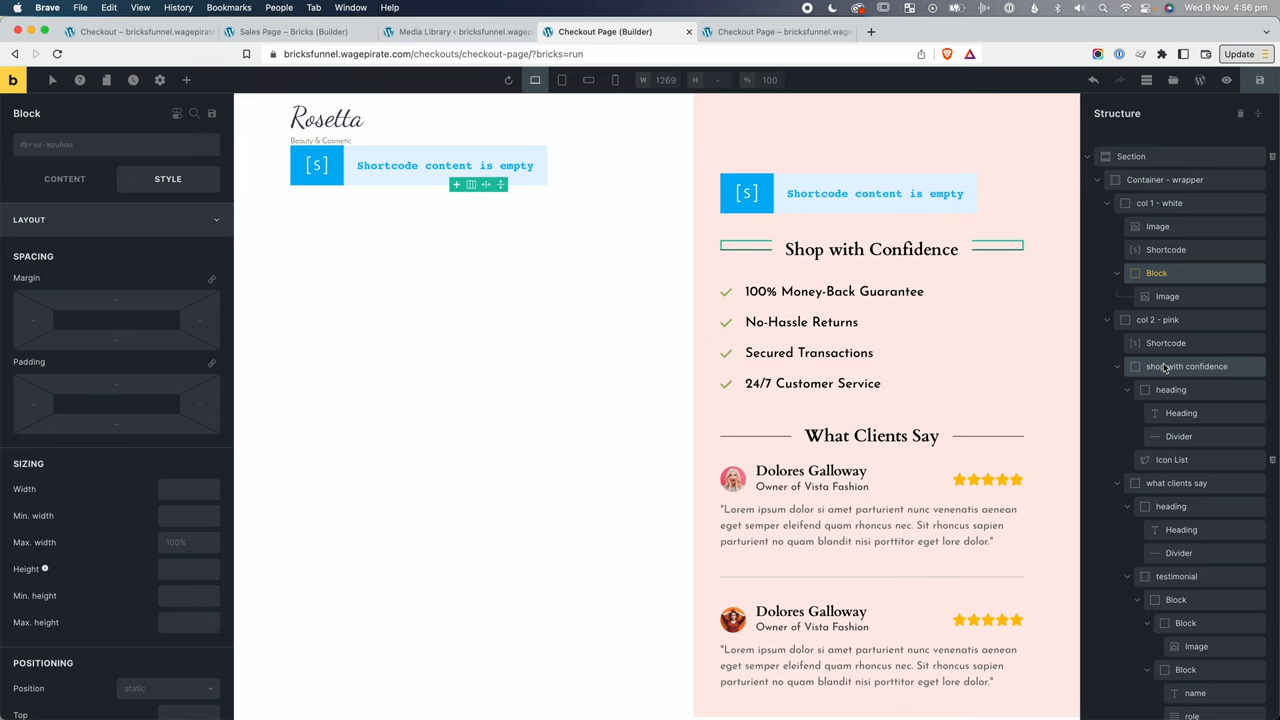 Brave File Edit View History Bookmarks People Tab Window Help Wed 9 Nov 4:56 pm
Checkout – bricksfunnel.wagepirate
Sales Page – Bricks (Builder)
Media Library ‹ bricksfunnel.wagep
Checkout Page (Builder)
Checkout Page – bricksfunnel.wage
bricksfunnel.wagepirate.com/checkouts/checkout-page/?bricks=run
Update
b
W 1269 H - % 100
Block
#brxe-mzuhoo
CONTENT
STYLE
LAYOUT
SPACING
Margin
Padding
SIZING
Width
Min. width
Max. width
100%
Height
Min. height
Max. height
POSITIONING
Position
static
Top
Rosetta
Beauty & Cosmetic
[s] Shortcode content is empty
[s] Shortcode content is empty
Shop with Confidence
100% Money-Back Guarantee
No-Hassle Returns
Secured Transactions
24/7 Customer Service
What Clients Say
Dolores Galloway
Owner of Vista Fashion
"Lorem ipsum dolor si amet parturient nunc venenatis aenean
eget semper eleifend quam rhoncus nec. Sit rhoncus sapien
parturient no quam blandit nisi porttitor eget lore dolor."
Dolores Galloway
Owner of Vista Fashion
"Lorem ipsum dolor si amet parturient nunc venenatis aenean
eget semper eleifend quam rhoncus nec. Sit rhoncus sapien
parturient no quam blandit nisi porttitor eget lore dolor."
Structure
Section
Container - wrapper
col 1 - white
Image
Shortcode
Block
Image
col 2 - pink
Shortcode
shop with confidence
heading
Heading
Divider
Icon List
what clients say
heading
Heading
Divider
testimonial
Block
Block
Image
Block
name
role